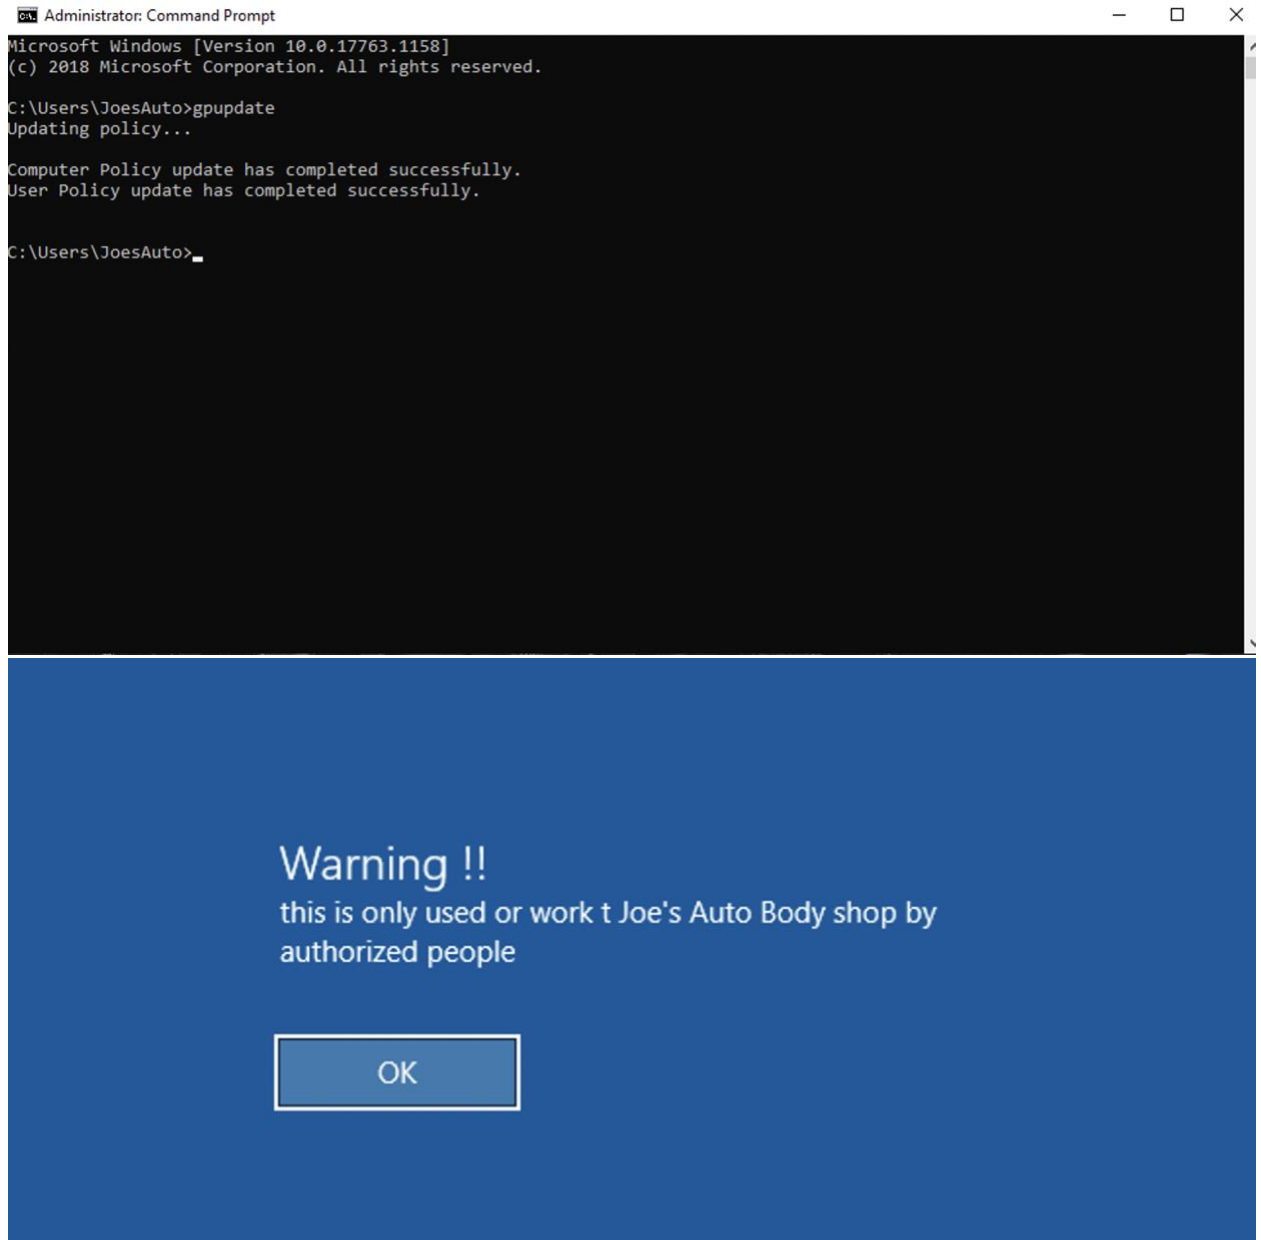 Administrator: Command Prompt
Microsoft Windows [Version 10.0.17763.1158]
(c) 2018 Microsoft Corporation. All rights reserved.
C:\Users\JoesAuto>gpupdate
Updating policy...
Computer Policy update has completed successfully.
User Policy update has completed successfully.
C:\Users\JoesAuto>
Warning !!
this is only used or work t Joe's Auto Body shop by
authorized people
OK